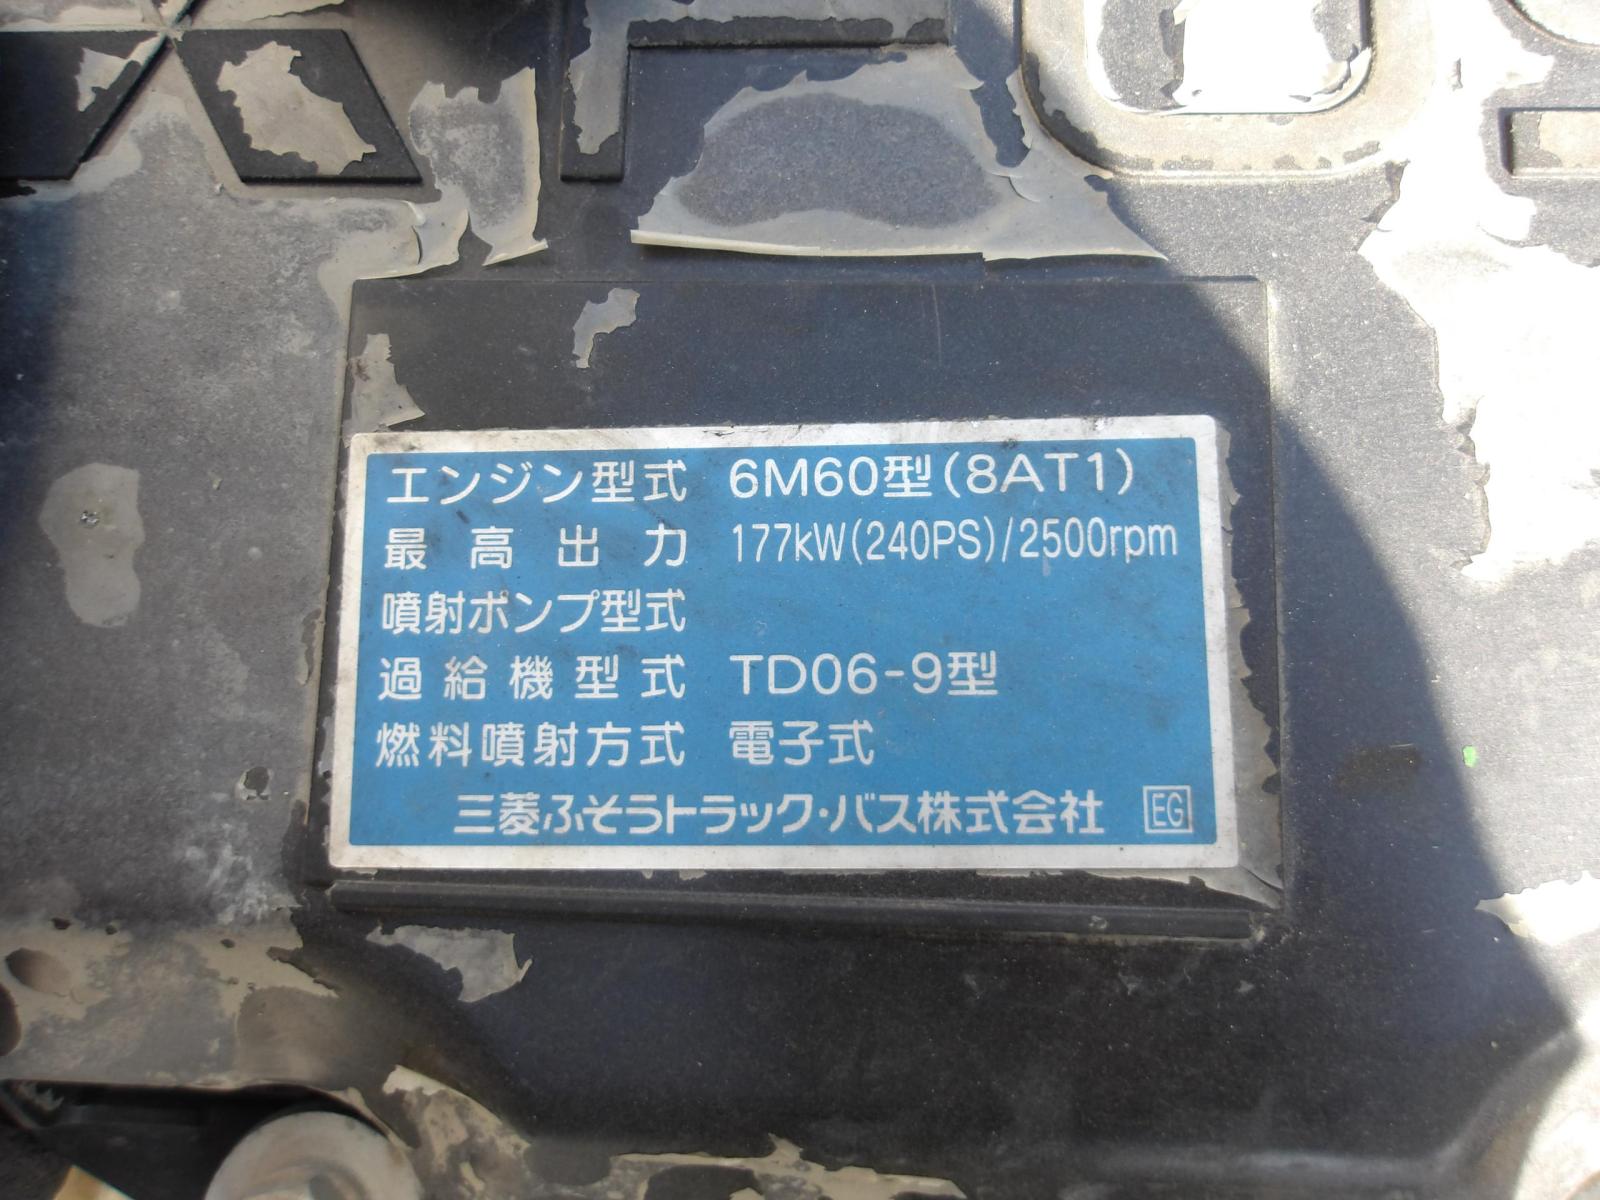 エンジン型式 6M60型(8AT1)
最高出力 177kW(240PS)/2500rpm
噴射ポンプ型式
過給機型式 TD06-9型
燃料噴射方式 電子式
三菱ふそうトラック・バス株式会社 EG